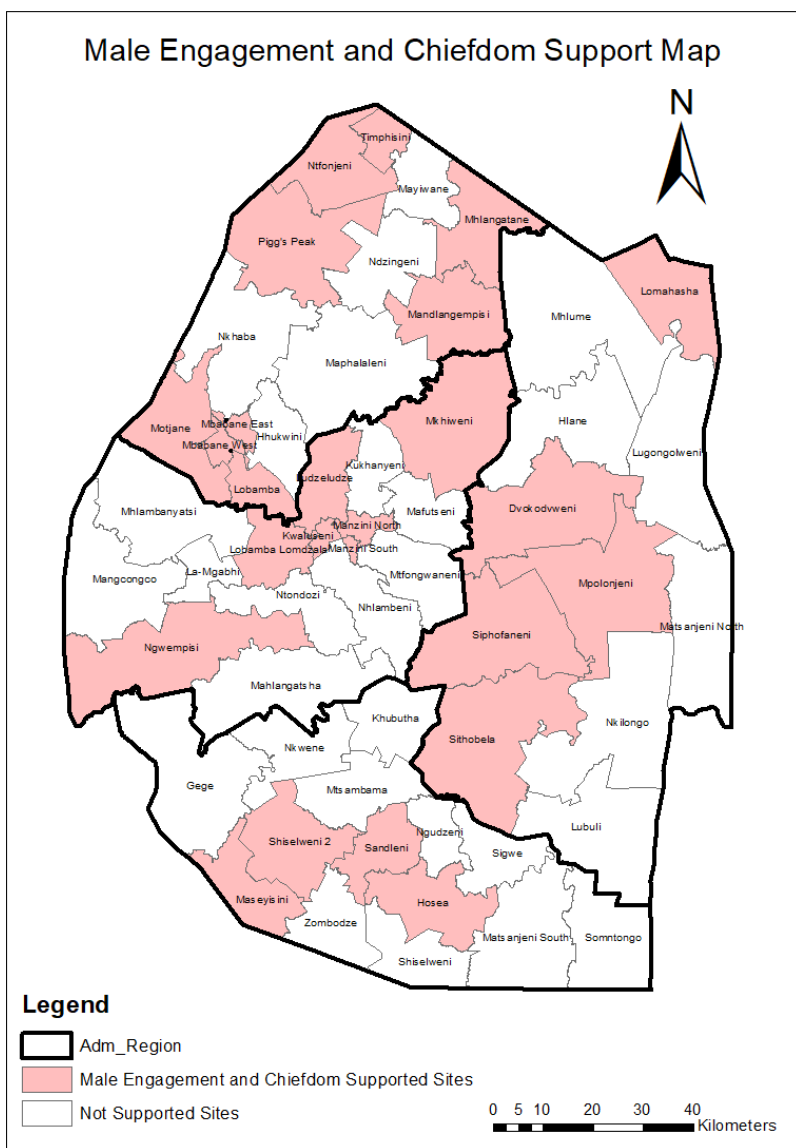 Male Engagement and Chiefdom Support Map
N
Timphisini
Ntfonjeni
Mayiwane
Mhlangatane
Pigg's Peak
Ndzingeni
Lomahasha
Mandlangempisi
Mhlume
Nkhaba
Maphalaleni
Mkhiweni
Hlane
Motjane
Mbabane East
Hhukwini
Mbabane West
Lugongolweni
Kukhanyeni
Ludzeludze
Lobamba
Dvokodvweni
Mhlambanyatsi
Mafutseni
Manzini North
Kwaluseni
Lobamba Lomdzala
Manzini South
La-Mgabhi
Mangcongco
Mtfongwaneni
Mpolonjeni
Ntondozi
Nhlambeni
Matsanjeni North
Siphofaneni
Ngwempisi
Mahlangatsha
Khubutha
Nkilongo
Sithobela
Nkwene
Gege
Mtsambama
Lubuli
Ngudzeni
Shiselweni 2
Sandleni
Sigwe
Maseyisini
Hosea
Zombodze
Matsanjeni South
Somntongo
Shiselweni
Legend
Adm_Region
Male Engagement and Chiefdom Supported Sites
Not Supported Sites
0 5 10 20 30 40
Kilometers